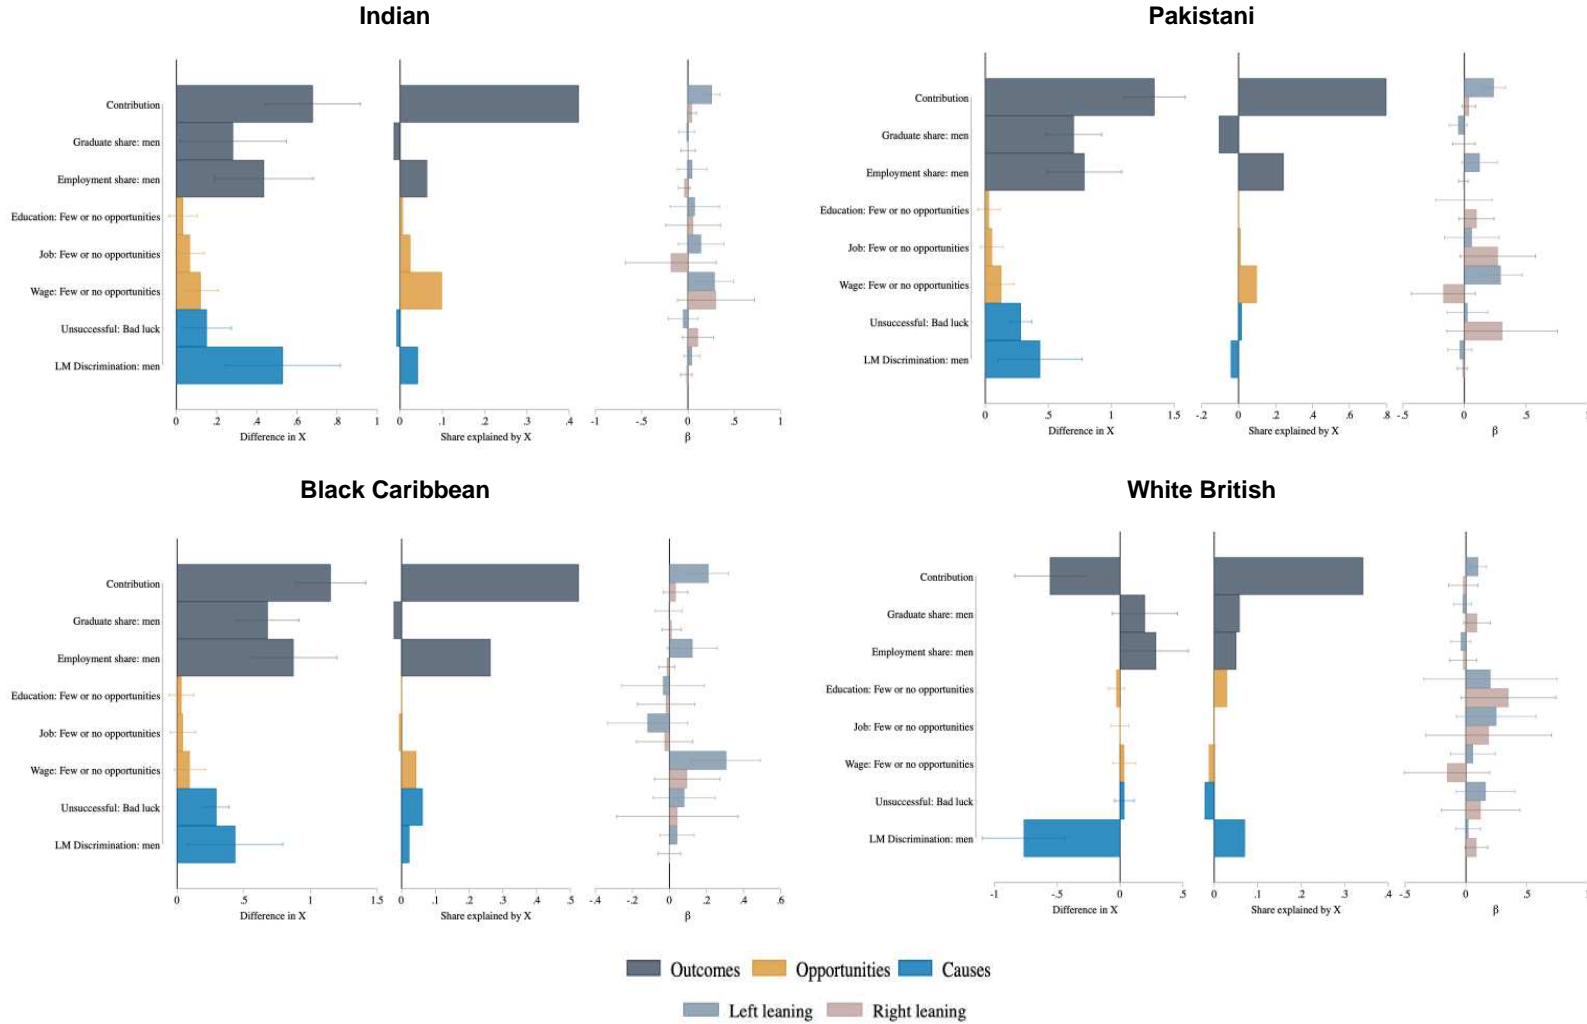 Indian
Contribution
Graduate share: men
Employment share: men
Education: Few or no opportunities
Job: Few or no opportunities
Wage: Few or no opportunities
Unsuccessful: Bad luck
LM Discrimination: men
0 .2 .4 .6 .8 1
Difference in X
0 .1 .2 .3 .4
Share explained by X
-1 -.5 0 .5 1
β
Pakistani
Contribution
Graduate share: men
Employment share: men
Education: Few or no opportunities
Job: Few or no opportunities
Wage: Few or no opportunities
Unsuccessful: Bad luck
LM Discrimination: men
0 .5 1 1.5
Difference in X
-.2 0 .2 .4 .6 .8
Share explained by X
-.5 0 .5 1
β
Black Caribbean
Contribution
Graduate share: men
Employment share: men
Education: Few or no opportunities
Job: Few or no opportunities
Wage: Few or no opportunities
Unsuccessful: Bad luck
LM Discrimination: men
0 .5 1 1.5
Difference in X
0 .1 .2 .3 .4 .5
Share explained by X
-.4 -.2 0 .2 .4 .6
β
White British
Contribution
Graduate share: men
Employment share: men
Education: Few or no opportunities
Job: Few or no opportunities
Wage: Few or no opportunities
Unsuccessful: Bad luck
LM Discrimination: men
-1 -.5 0 .5
Difference in X
0 .1 .2 .3 .4
Share explained by X
-.5 0 .5 1
β
Outcomes Opportunities Causes
Left leaning Right leaning